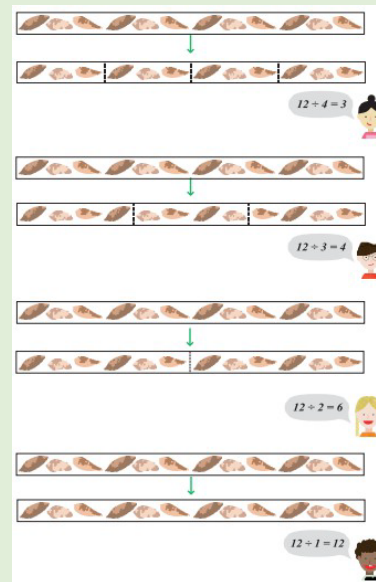 12 ÷ 4 = 3
12 ÷ 3 = 4
12 ÷ 2 = 6
12 ÷ 1 = 12